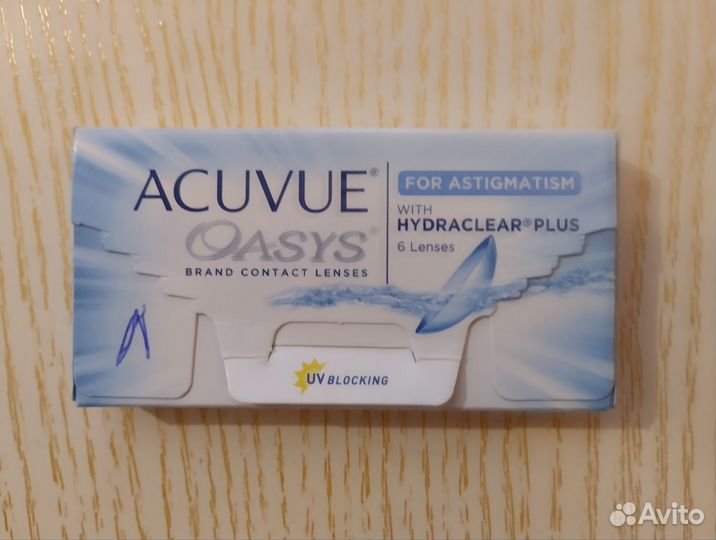 ACUVUE®
OASYS®
BRAND CONTACT LENSES
FOR ASTIGMATISM
WITH
HYDRACLEAR® PLUS
6 Lenses
UV BLOCKING
Avito